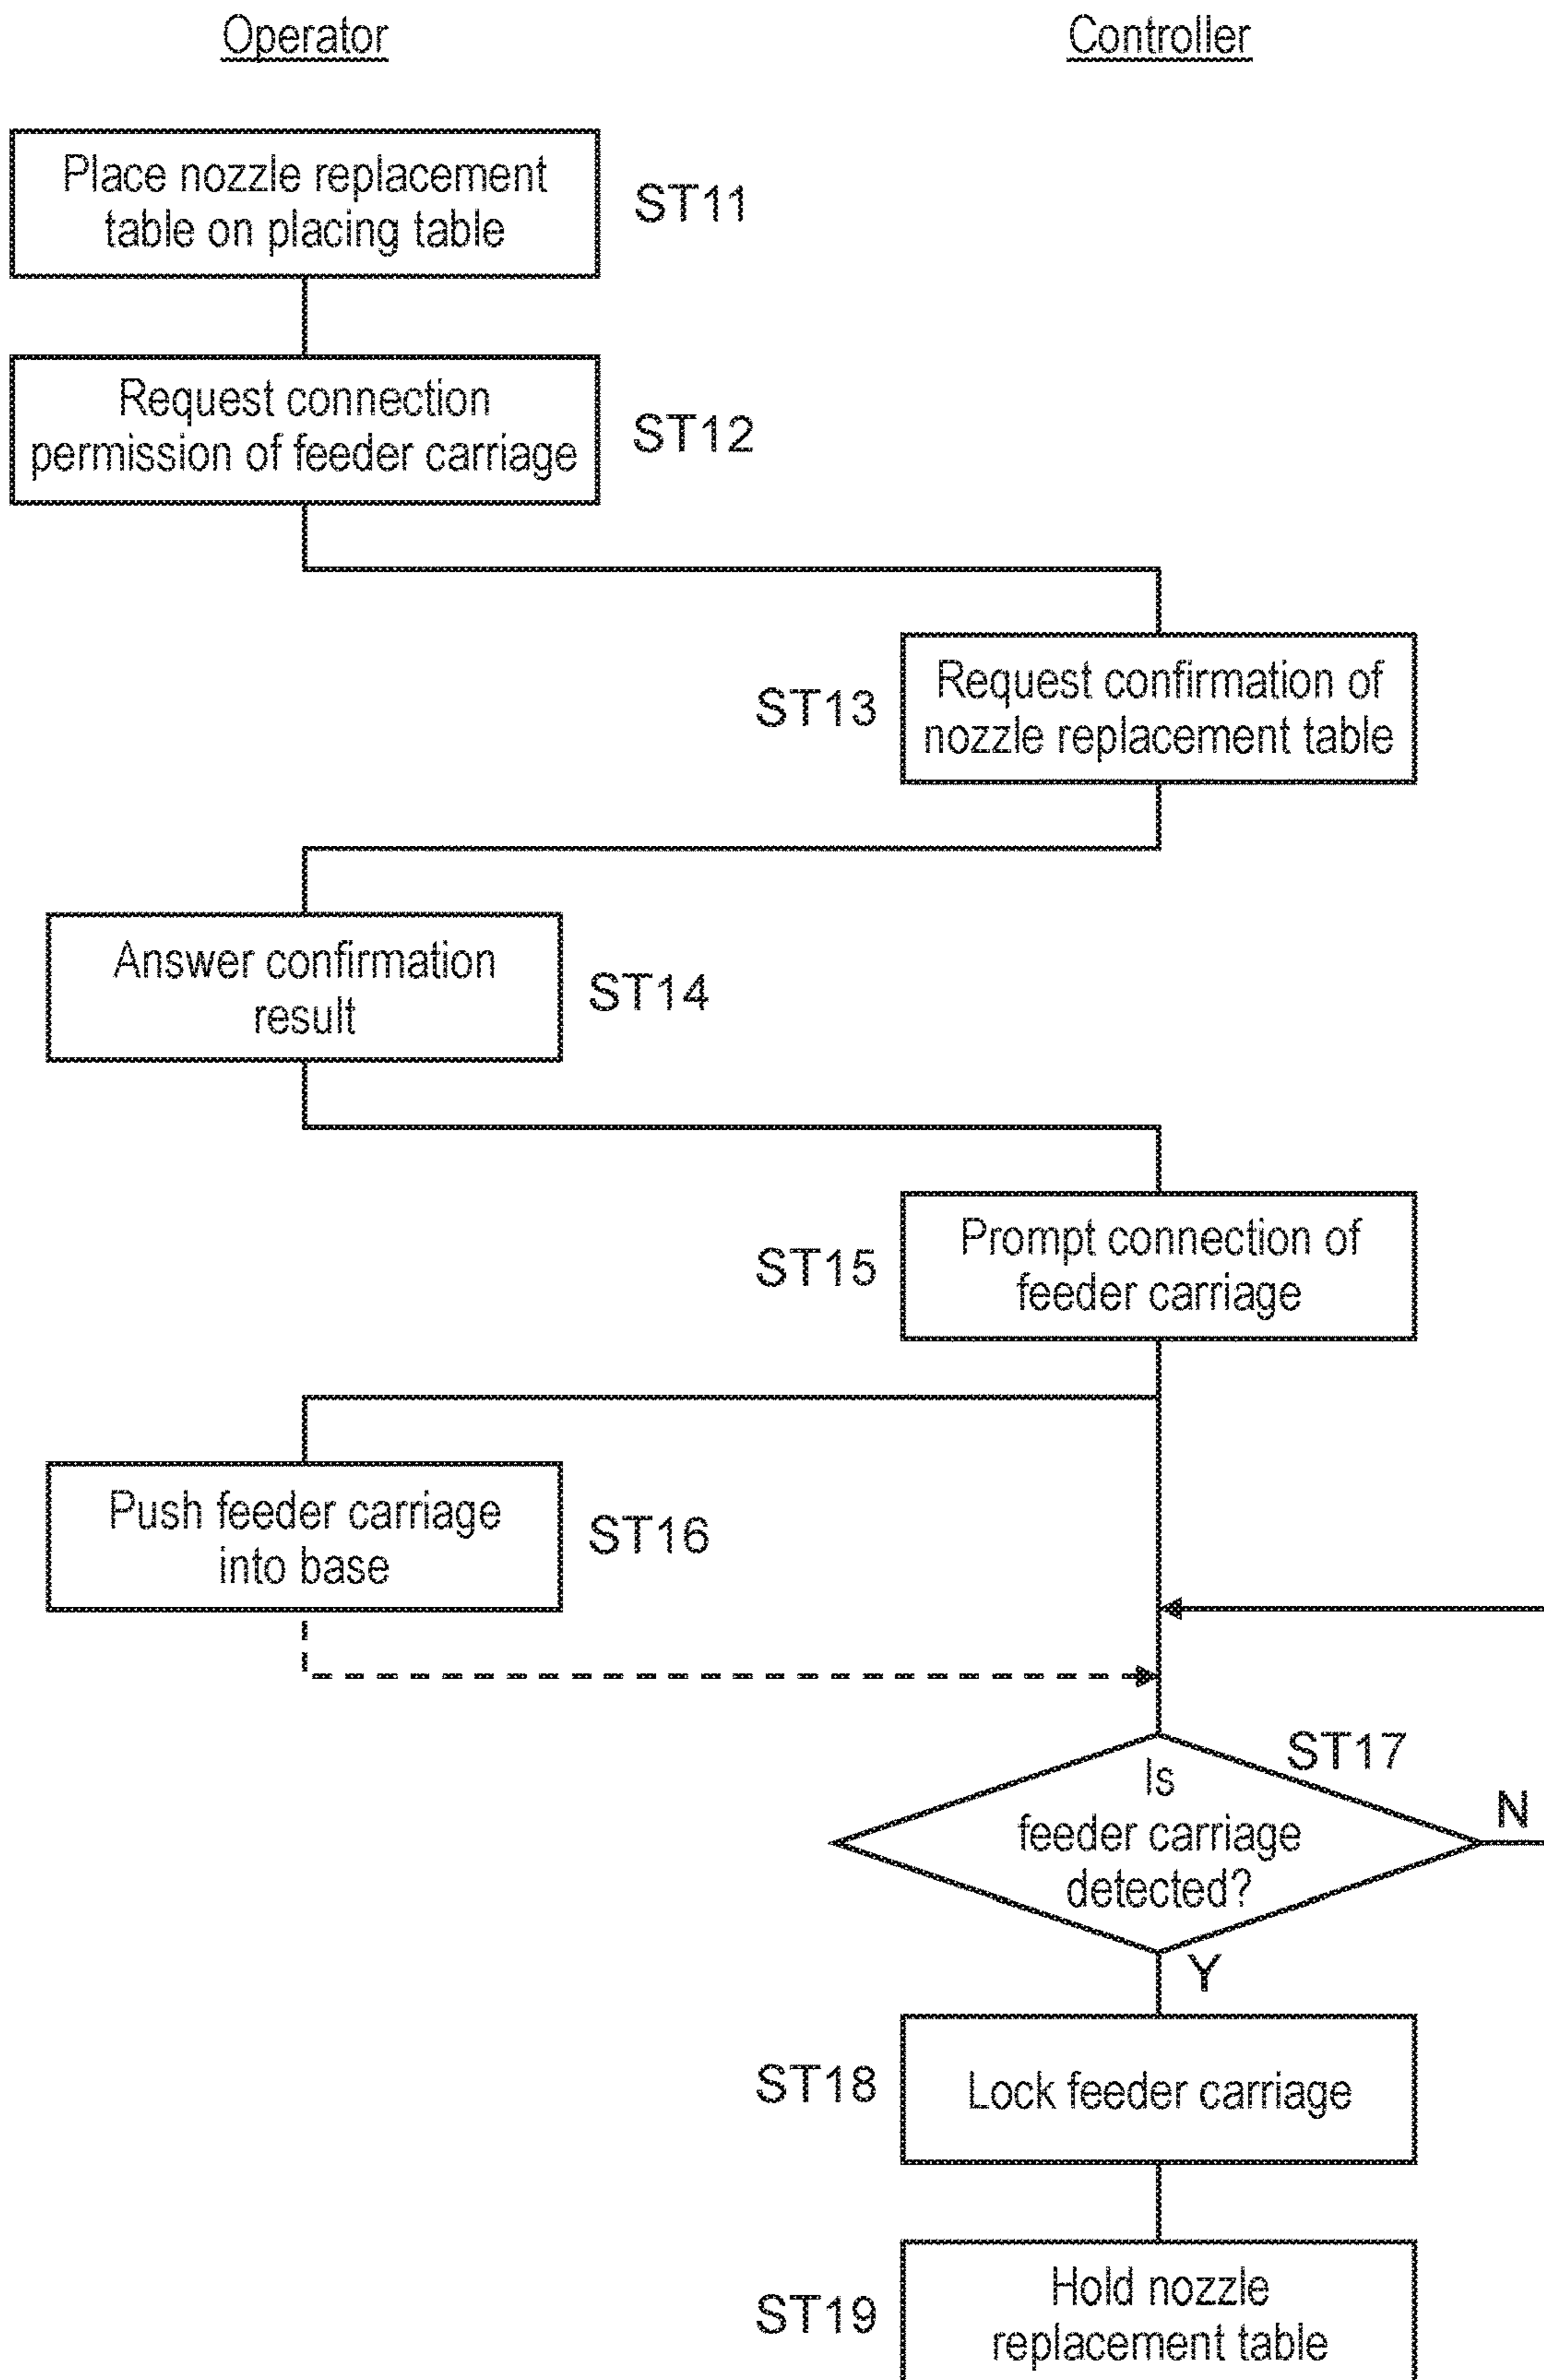 Operator
Controller
Place nozzle replacement
table on placing table
ST11
Request connection
permission of feeder carriage
ST12
ST13
Request confirmation of
nozzle replacement table
Answer confirmation
result
ST14
ST15
Prompt connection of
feeder carriage
Push feeder carriage
into base
ST16
ST17
Is
feeder carriage
detected?
N
Y
ST18
Lock feeder carriage
ST19
Hold nozzle
replacement table